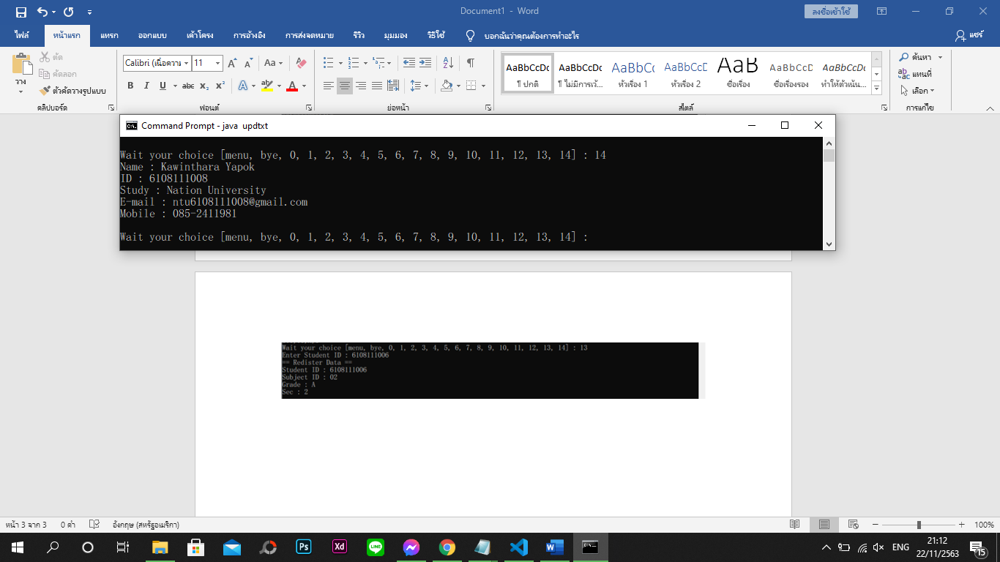 Document1 - Word
ลงชื่อเข้าใช้
ไฟล์ หน้าแรก แทรก ออกแบบ เค้าโครง การอ้างอิง การส่งจดหมาย รีวิว มุมมอง วิธีใช้ บอกฉันว่าคุณต้องการทำอะไร แชร์
วาง
ตัด
คัดลอก
ตัวคัดวางรูปแบบ
คลิปบอร์ด
Calibri (เนื้อความ 11
B I U abc x₂ x²
ฟอนต์
ย่อหน้า
AaBbCcDc AaBbCcDc AaBbCc AaBbCcD AaB AaBbCcD AaBbCcDc
¶ ปกติ ¶ ไม่มีการเว้... หัวเรื่อง 1 หัวเรื่อง 2 ชื่อเรื่อง ชื่อเรื่องรอง ทำให้ตัวเน้น...
สไตล์
ค้นหา
แทนที่
เลือก
การแก้ไข
Command Prompt - java updtxt
Wait your choice [menu, bye, 0, 1, 2, 3, 4, 5, 6, 7, 8, 9, 10, 11, 12, 13, 14] : 14
Name : Kawinthara Yapok
ID : 6108111008
Study : Nation University
E-mail : ntu6108111008@gmail.com
Mobile : 085-2411981
Wait your choice [menu, bye, 0, 1, 2, 3, 4, 5, 6, 7, 8, 9, 10, 11, 12, 13, 14] :
Wait your choice [menu, bye, 0, 1, 2, 3, 4, 5, 6, 7, 8, 9, 10, 11, 12, 13, 14] : 13
Enter Student ID : 6108111006
== Redister Data ==
Student ID : 6108111006
Subject ID : 02
Grade : A
Sec : 2
หน้า 3 จาก 3 0 คำ อังกฤษ (สหรัฐอเมริกา) 100%
Ps Xd LINE
ENG
21:12
22/11/2563
15